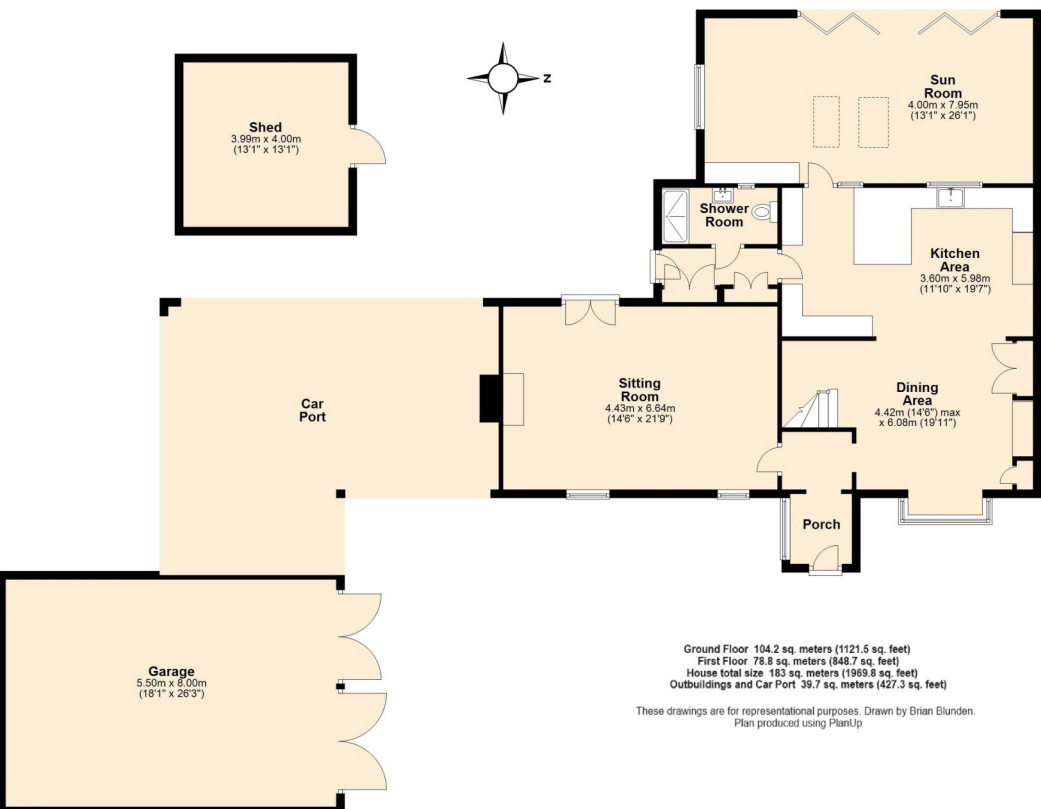 Shed
3.99m x 4.00m
(13'1" x 13'1")
Z
Sun
Room
4.00m x 7.95m
(13'1" x 26'1")
Shower
Room
Kitchen
Area
3.60m x 5.98m
(11'10" x 19'7")
Car
Port
Sitting
Room
4.43m x 6.64m
(14'6" x 21'9")
Dining
Area
4.42m (14'6") max
x 6.08m (19'11")
Porch
Garage
5.50m x 8.00m
(18'1" x 26'3")
Ground Floor 104.2 sq. meters (1121.5 sq. feet)
First Floor 78.8 sq. meters (848.7 sq. feet)
House total size 183 sq. meters (1969.8 sq. feet)
Outbuildings and Car Port 39.7 sq. meters (427.3 sq. feet)
These drawings are for representational purposes. Drawn by Brian Blunden.
Plan produced using PlanUp